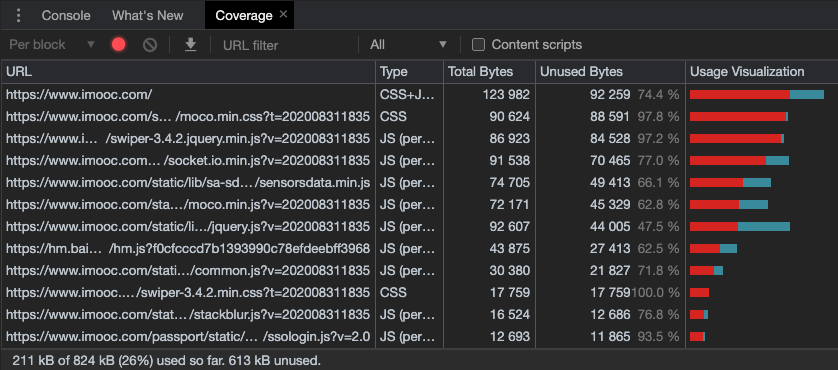 Console What's New Coverage ×
Per block URL filter All Content scripts
URL Type Total Bytes Unused Bytes Usage Visualization
https://www.imooc.com/ CSS+J… 123 982 92 259 74.4 %
https://www.imooc.com/s… /moco.min.css?t=202008311835 CSS 90 624 88 591 97.8 %
https://www.i… /swiper-3.4.2.jquery.min.js?v=202008311835 JS (per… 86 923 84 528 97.2 %
https://www.imooc.com… /socket.io.min.js?v=202008311835 JS (per… 91 538 70 465 77.0 %
https://www.imooc.com/static/lib/sa-sd… /sensorsdata.min.js JS (per… 74 705 49 413 66.1 %
https://www.imooc.com/sta… /moco.min.js?v=202008311835 JS (per… 72 171 45 329 62.8 %
https://www.imooc.com/static/li… /jquery.js?v=202008311835 JS (per… 92 607 44 005 47.5 %
https://hm.bai… /hm.js?f0cfcccd7b1393990c78efdeebff3968 JS (per… 43 875 27 413 62.5 %
https://www.imooc.com/stati… /common.js?v=202008311835 JS (per… 30 380 21 827 71.8 %
https://www.imooc.… /swiper-3.4.2.min.css?t=202008311835 CSS 17 759 17 759 100.0 %
https://www.imooc.com/stat… /stackblur.js?v=202008311835 JS (per… 16 524 12 686 76.8 %
https://www.imooc.com/passport/static/… /ssologin.js?v=2.0 JS (per… 12 693 11 865 93.5 %
211 kB of 824 kB (26%) used so far. 613 kB unused.